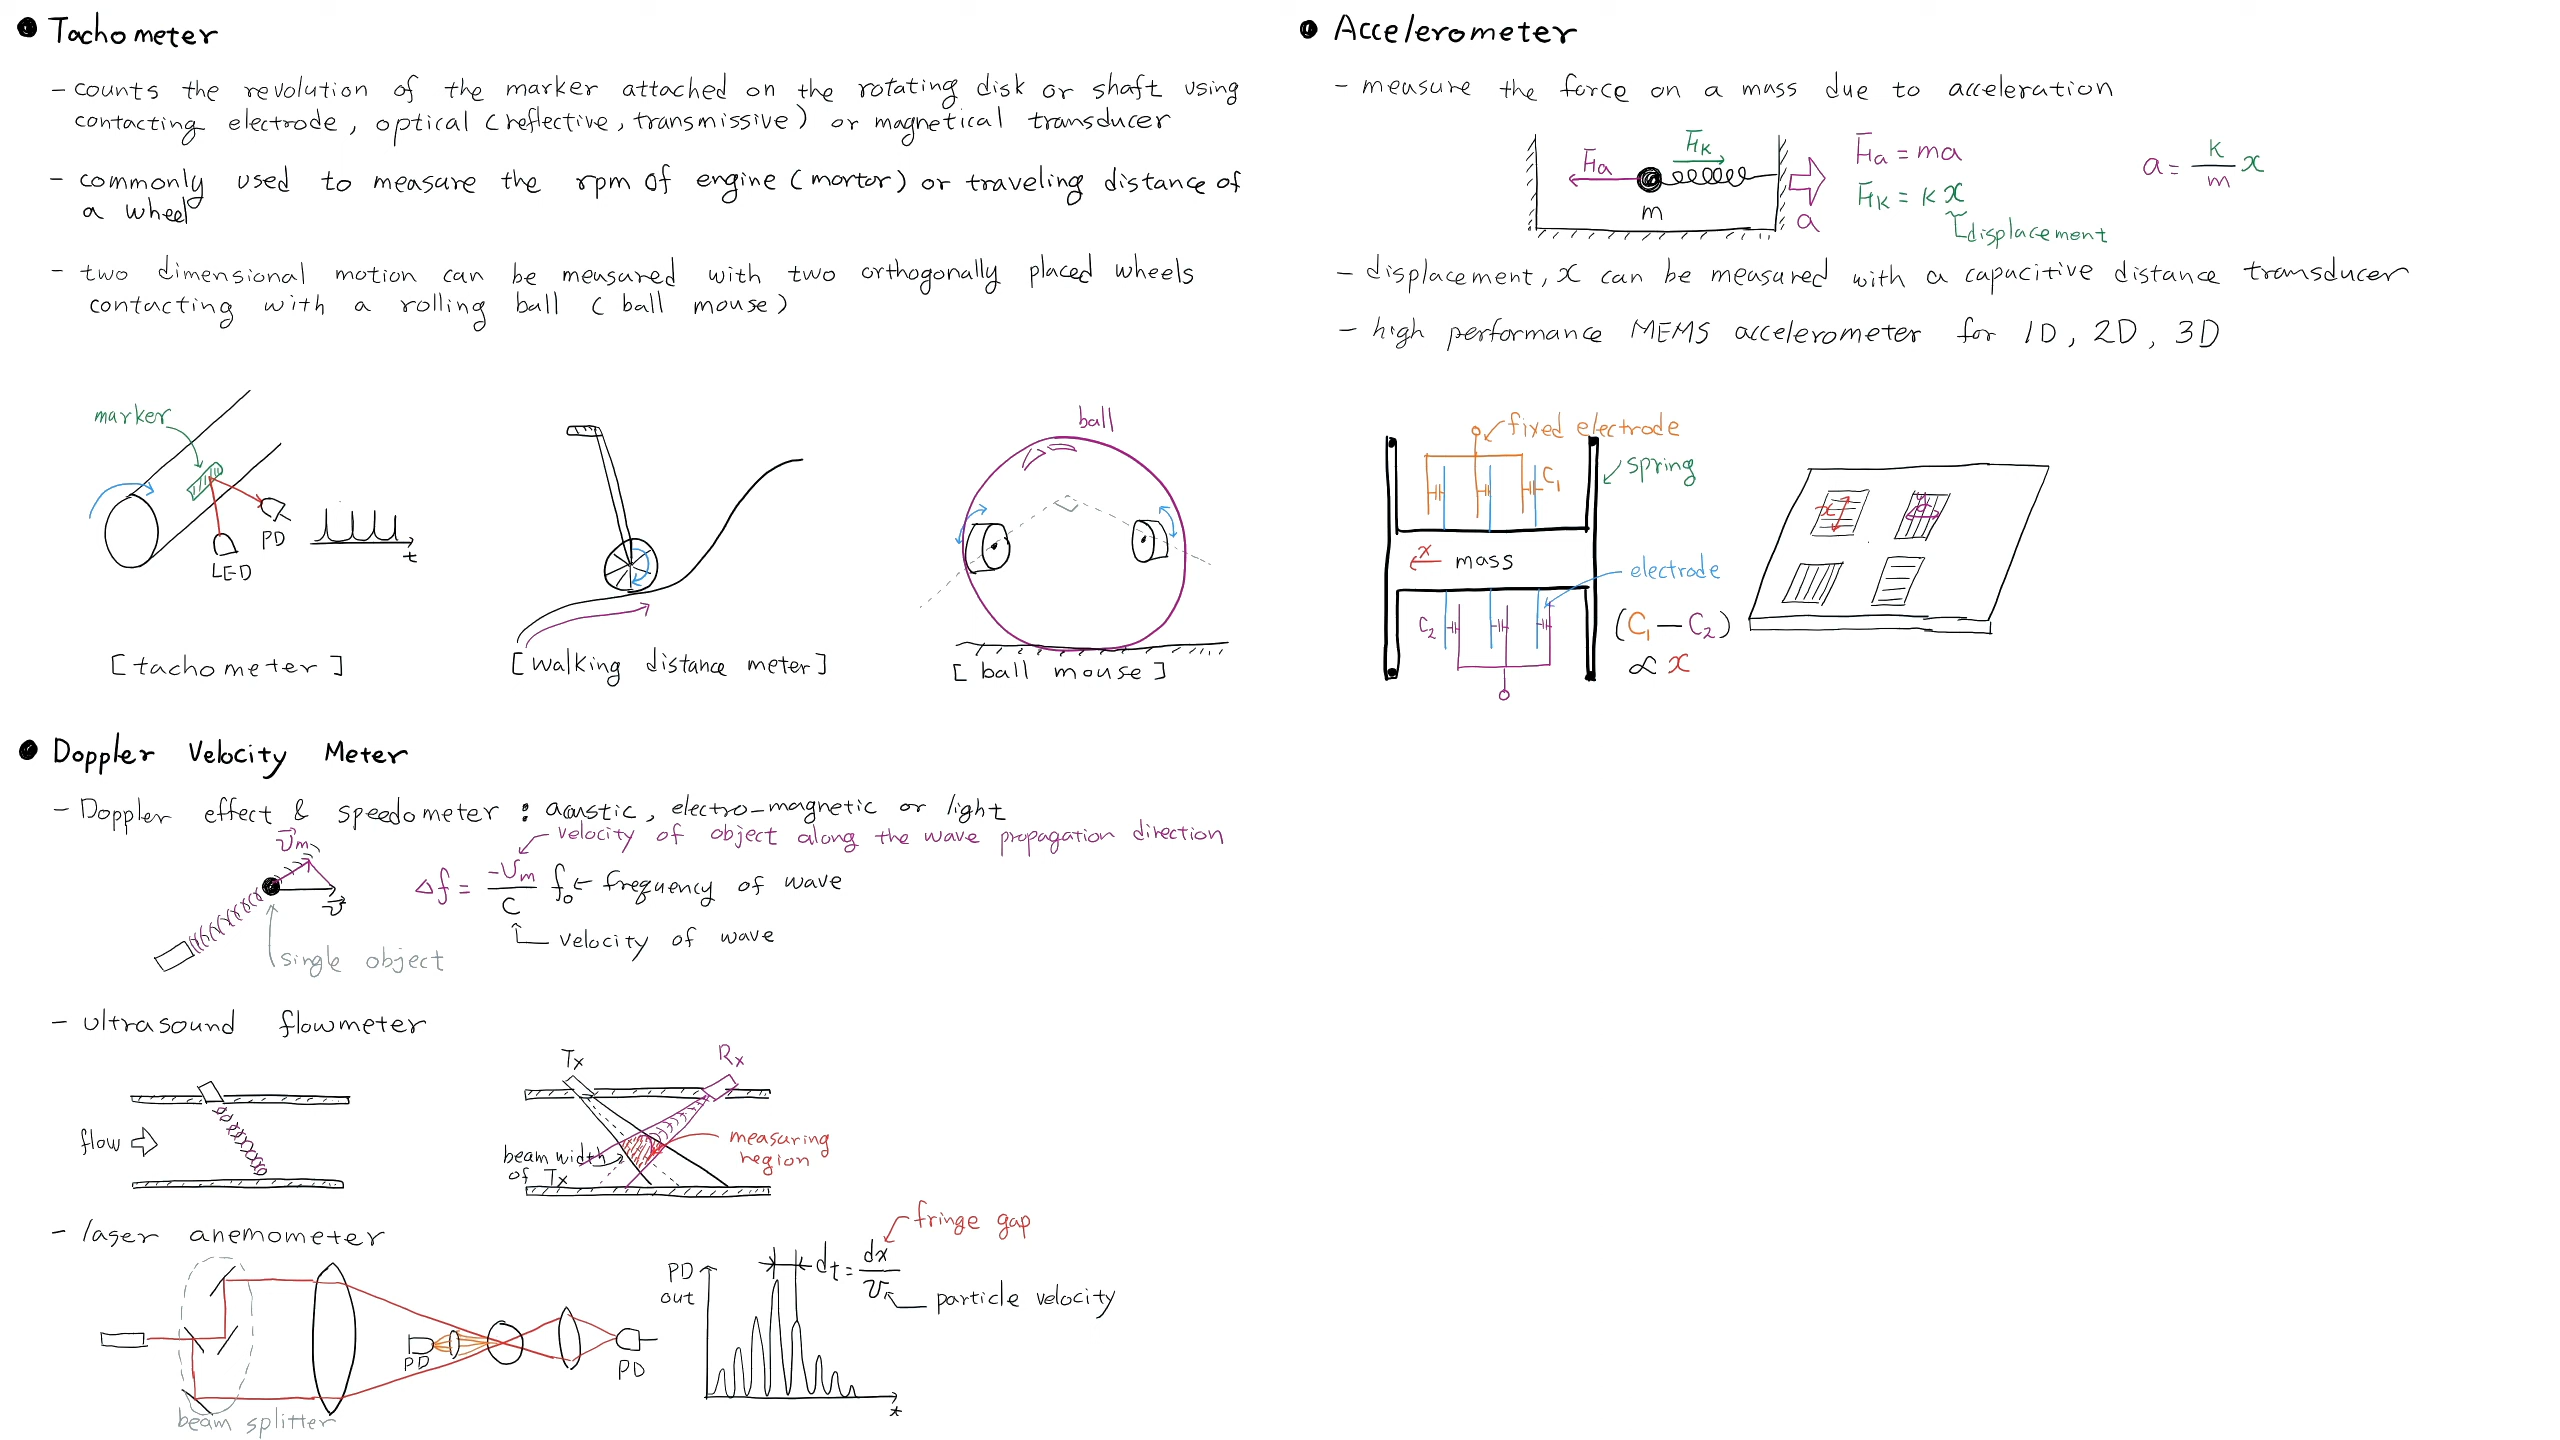 ● Tachometer
- counts the revolution of the marker attached on the rotating disk or shaft using
contacting electrode, optical (reflective, transmissive) or magnetical transducer
- commonly used to measure the rpm of engine (mortor) or traveling distance of
a wheel
- two dimensional motion can be measured with two orthogonally placed wheels
contacting with a rolling ball (ball mouse)
marker
PD
LED
t
[tachometer]
[walking distance meter]
ball
[ball mouse]
● Doppler Velocity Meter
- Doppler effect & speedometer : acoustic, electro-magnetic or light
velocity of object along the wave propagation direction
v⃗m
v⃗
Δf = -Vm/C f₀ ← frequency of wave
velocity of wave
single object
- ultrasound flowmeter
flow ⇨
Tx
Rx
beam width
of Tx
measuring
region
- laser anemometer
beam splitter
PD
PD
PD
out
dt = dx/v
fringe gap
particle velocity
t
● Accelerometer
- measure the force on a mass due to acceleration
Fa
Fk
m
a
Fa = ma
Fk = kx
displacement
a = k/m x
- displacement, x can be measured with a capacitive distance transducer
- high performance MEMS accelerometer for 1D, 2D, 3D
fixed electrode
spring
C₁
x
mass
electrode
C₂
(C₁ - C₂)
∝ x
x
y